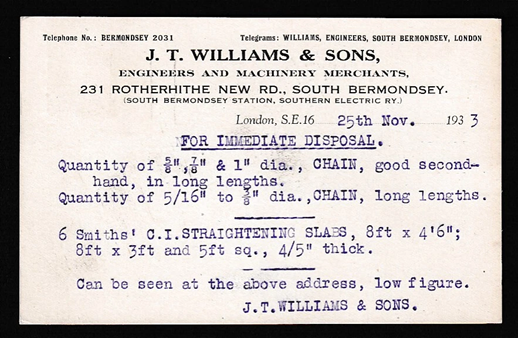 Telephone No.: BERMONDSEY 2031 Telegrams: WILLIAMS, ENGINEERS, SOUTH BERMONDSEY, LONDON
J. T. WILLIAMS & SONS,
ENGINEERS AND MACHINERY MERCHANTS,
231 ROTHERHITHE NEW RD., SOUTH BERMONDSEY.
(SOUTH BERMONDSEY STATION, SOUTHERN ELECTRIC RY.)
London, S.E.16 25th Nov. 1933
FOR IMMEDIATE DISPOSAL.
Quantity of ⅝",⅞" & 1" dia., CHAIN, good second-
hand, in long lengths.
Quantity of 5/16" to ⅜" dia.,CHAIN, long lengths.
6 Smiths' C.I.STRAIGHTENING SLABS, 8ft x 4'6";
8ft x 3ft and 5ft sq., 4/5" thick.
Can be seen at the above address, low figure.
J.T.WILLIAMS & SONS.